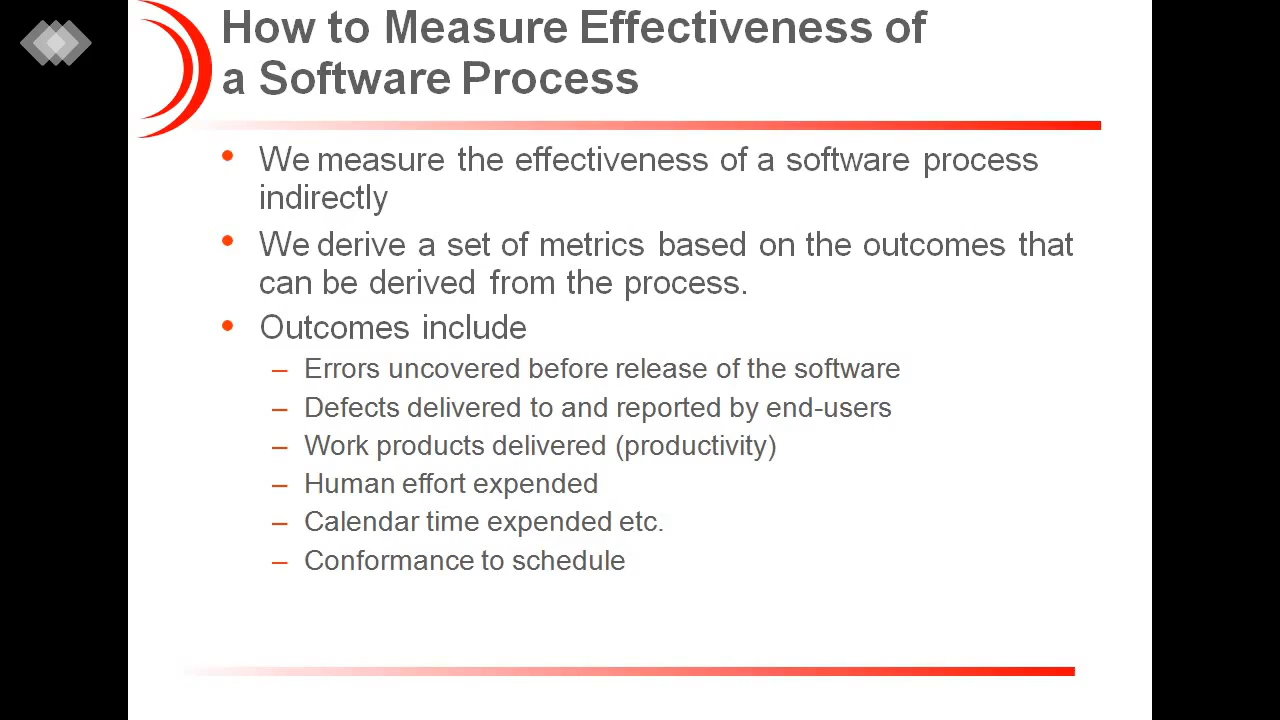 How to Measure Effectiveness of
a Software Process
• We measure the effectiveness of a software process
indirectly
• We derive a set of metrics based on the outcomes that
can be derived from the process.
• Outcomes include
– Errors uncovered before release of the software
– Defects delivered to and reported by end-users
– Work products delivered (productivity)
– Human effort expended
– Calendar time expended etc.
– Conformance to schedule